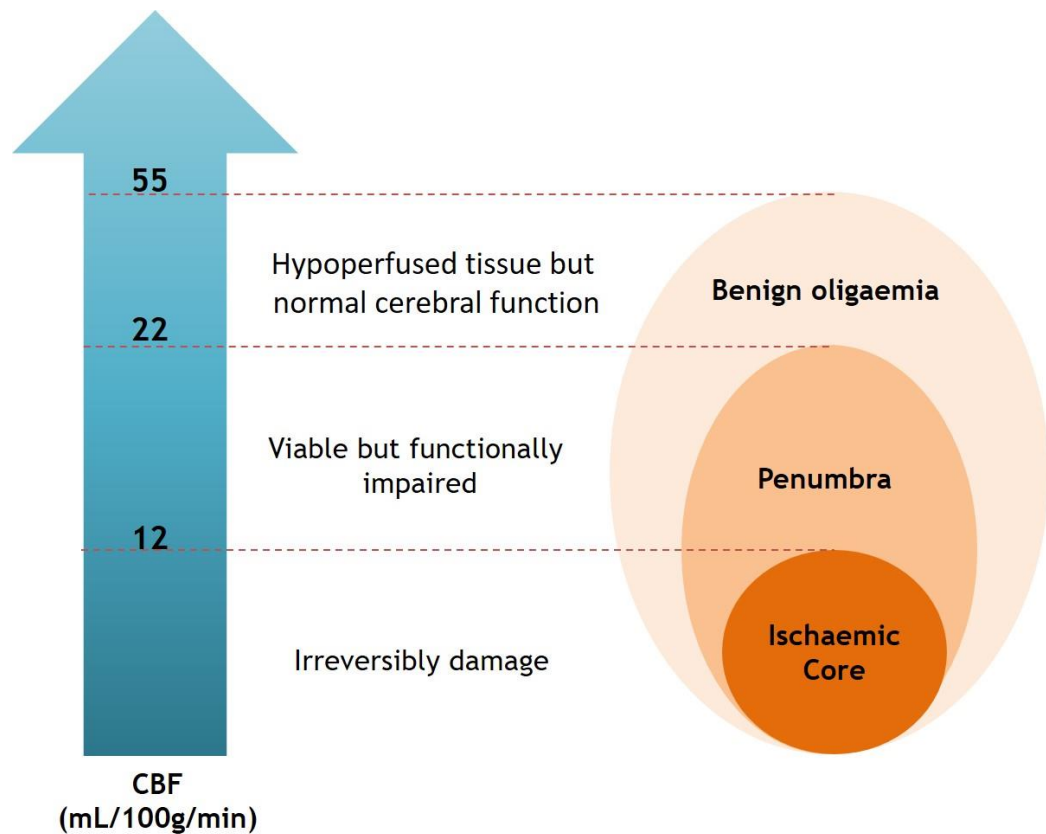 55
Hypoperfused tissue but
normal cerebral function
Benign oligaemia
22
Viable but functionally
impaired
Penumbra
12
Irreversibly damage
Ischaemic
Core
CBF
(mL/100g/min)